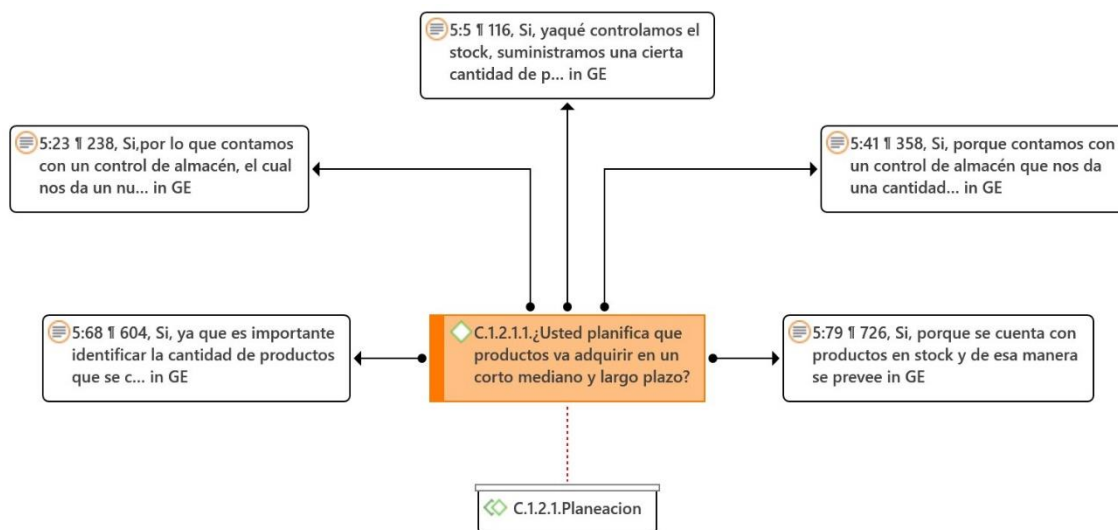 5:5 ¶ 116, Si, yaqué controlamos el
stock, suministramos una cierta
cantidad de p... in GE
5:23 ¶ 238, Si,por lo que contamos
con un control de almacén, el cual
nos da un nu... in GE
5:41 ¶ 358, Si, porque contamos con
un control de almacén que nos da
una cantidad... in GE
5:68 ¶ 604, Si, ya que es importante
identificar la cantidad de productos
que se c... in GE
C.1.2.1.1.¿Usted planifica que
productos va adquirir en un
corto mediano y largo plazo?
5:79 ¶ 726, Si, porque se cuenta con
productos en stock y de esa manera
se prevee in GE
C.1.2.1.Planeacion